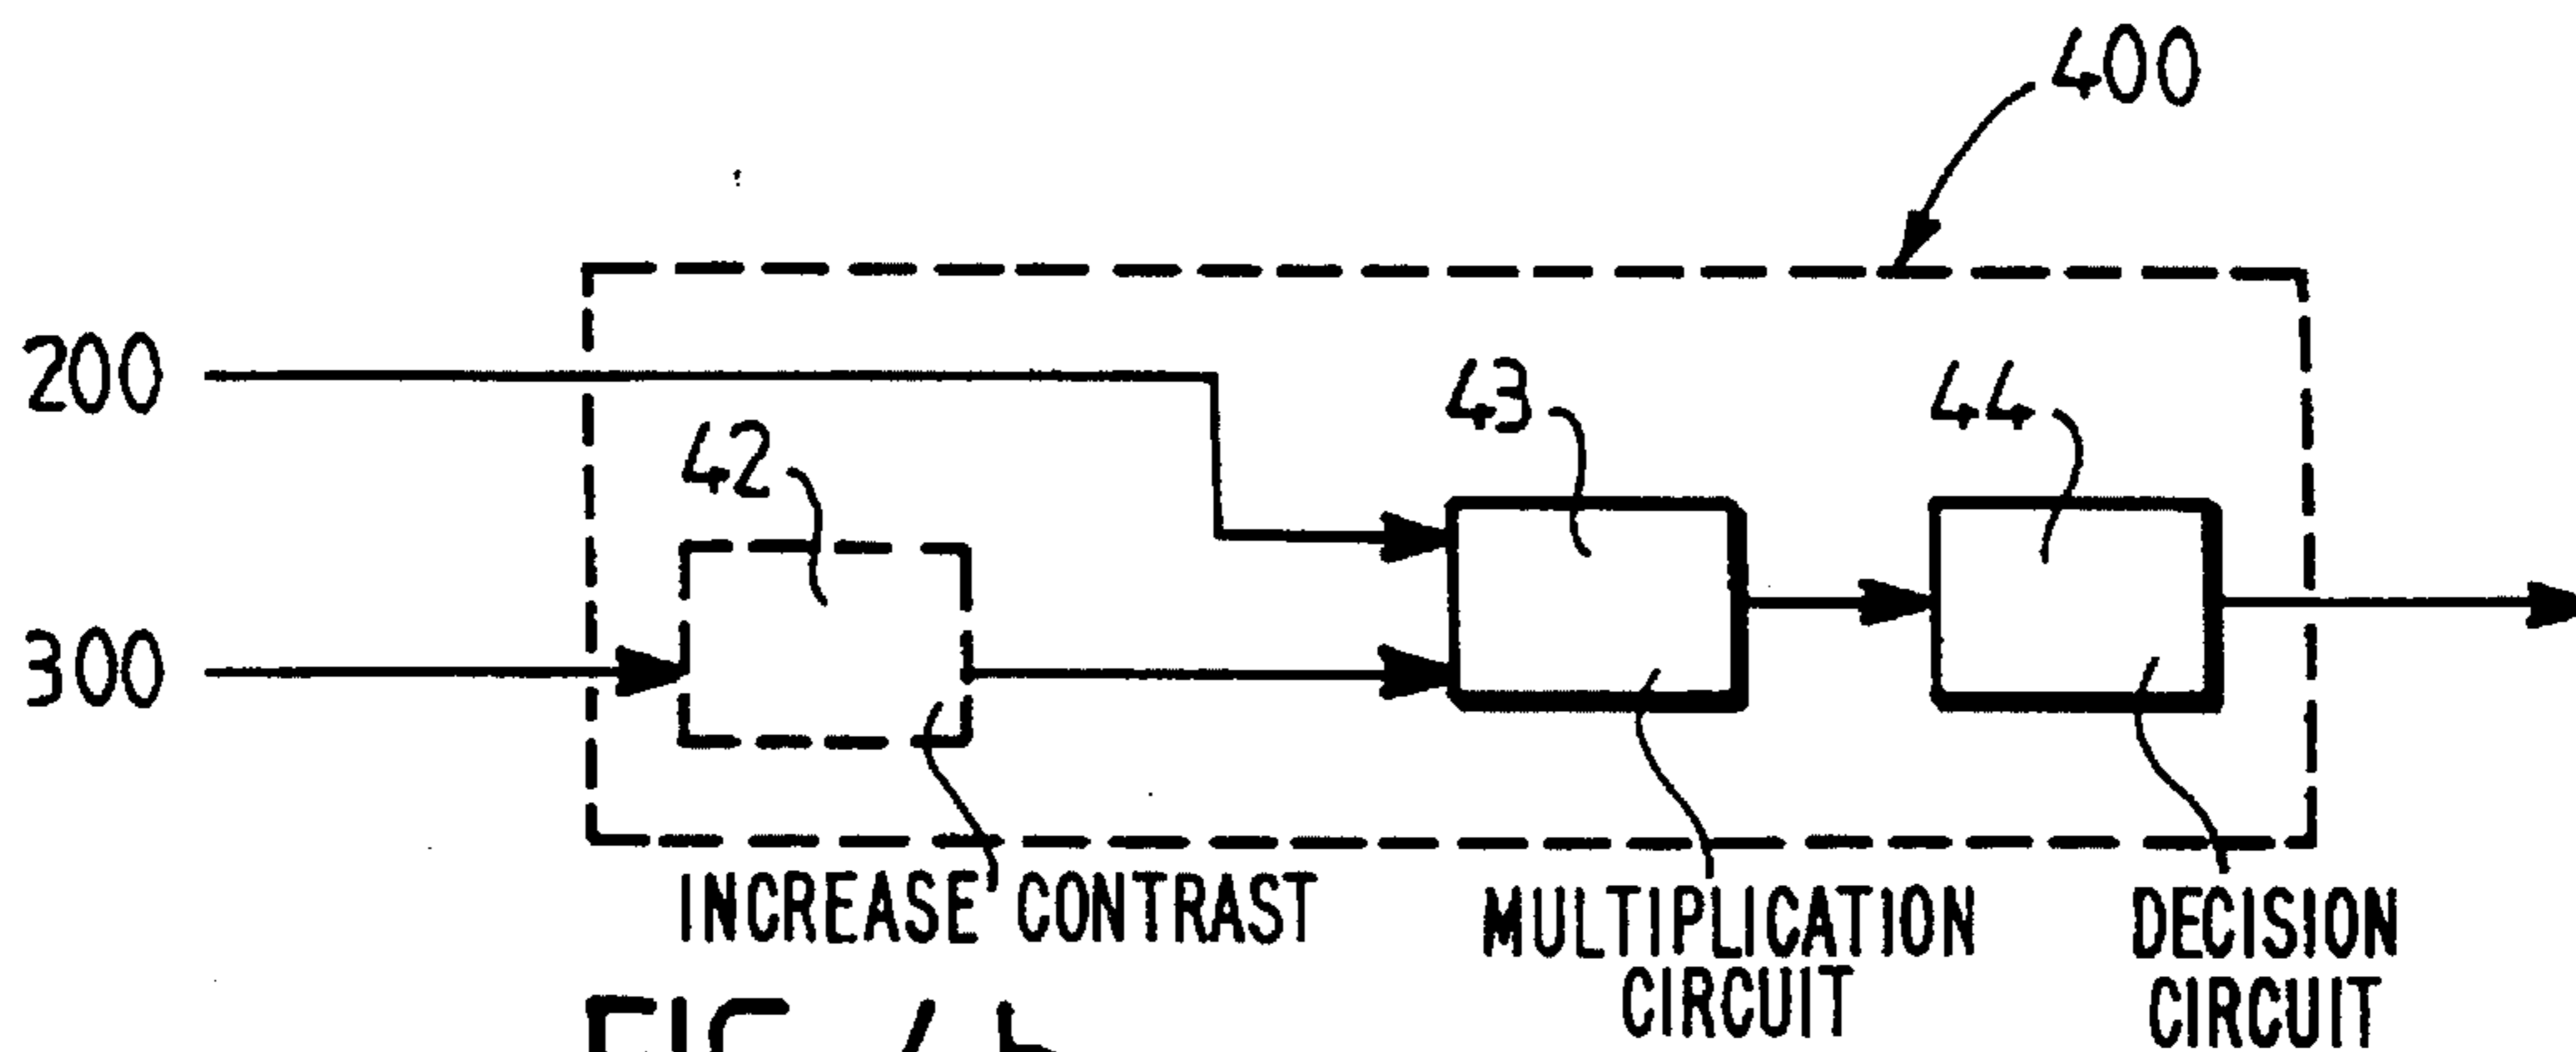 400
200
43
44
42
300
INCREASE CONTRAST
MULTIPLICATION
CIRCUIT
DECISION
CIRCUIT